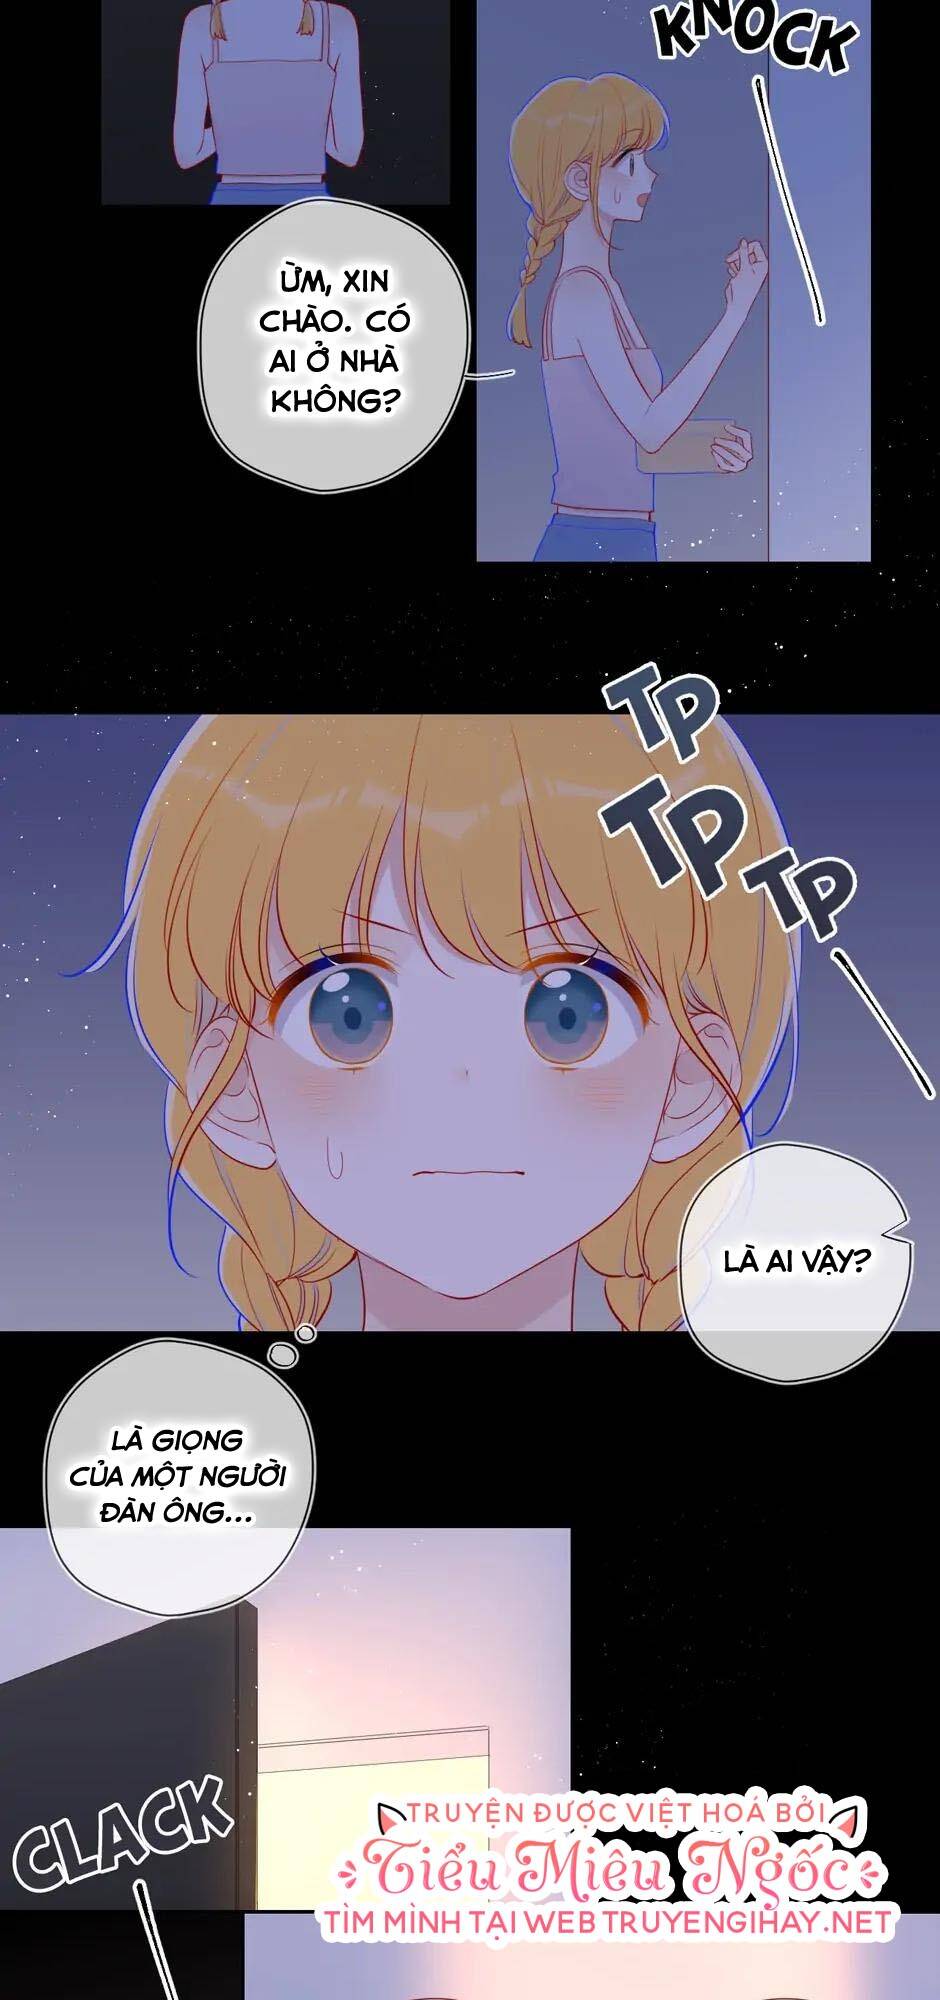 KNOCK
ỪM, XIN
CHÀO. CÓ
AI Ở NHÀ
KHÔNG?
TP
TP
TP
LÀ AI VẬY?
LÀ GIỌNG
CỦA MỘT NGƯỜI
ĐÀN ÔNG...
CLACK
TRUYỆN ĐƯỢC VIỆT HOÁ BỞI
Tiểu Miêu Ngốc
TÌM MÌNH TẠI WEB TRUYENGIHAY.NET